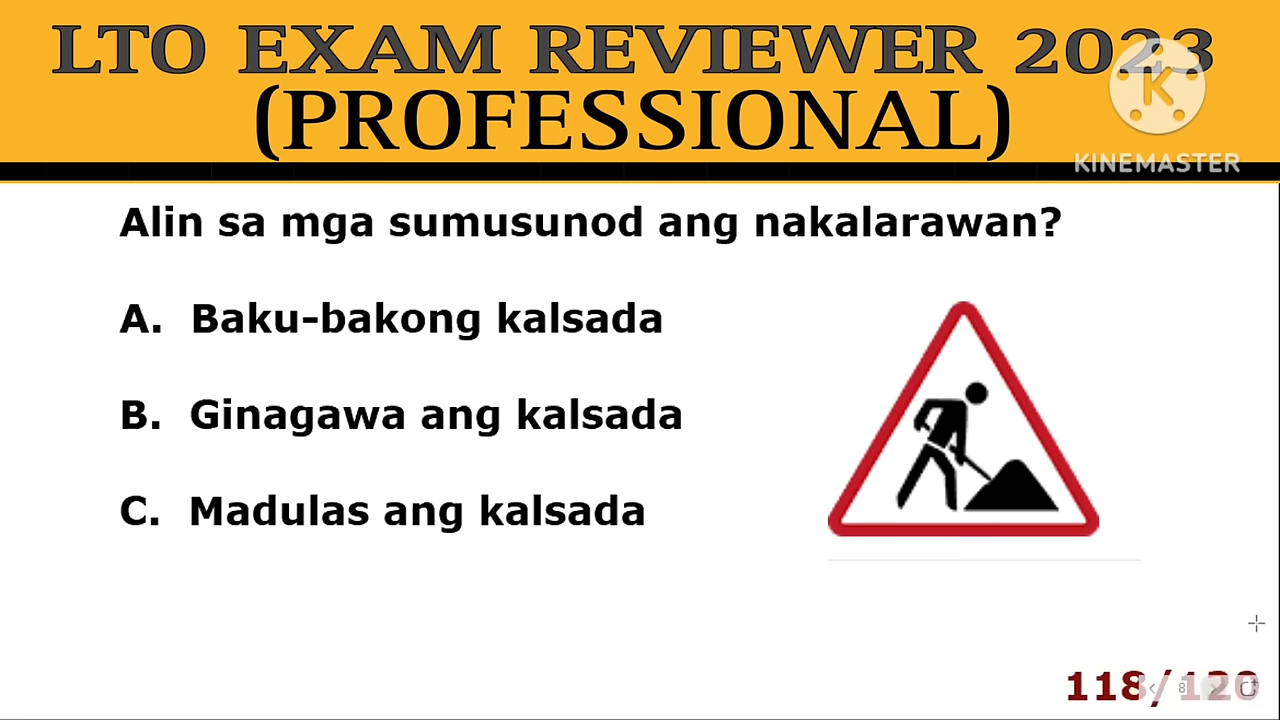 LTO EXAM REVIEWER 2023
(PROFESSIONAL)
K
KINEMASTER
Alin sa mga sumusunod ang nakalarawan?
A. Baku-bakong kalsada
B. Ginagawa ang kalsada
C. Madulas ang kalsada
118/120
8